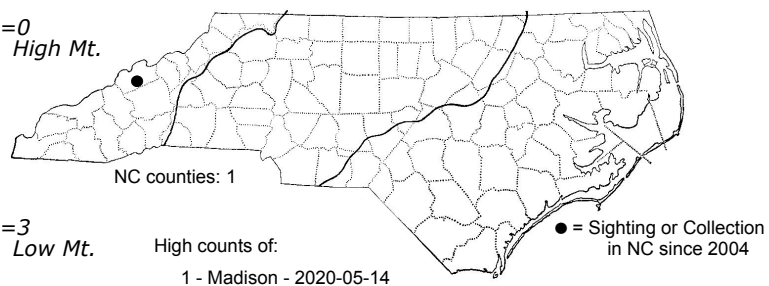 =0
High Mt.
NC counties: 1
=3
Low Mt.
High counts of:
1 - Madison - 2020-05-14
● = Sighting or Collection
in NC since 2004